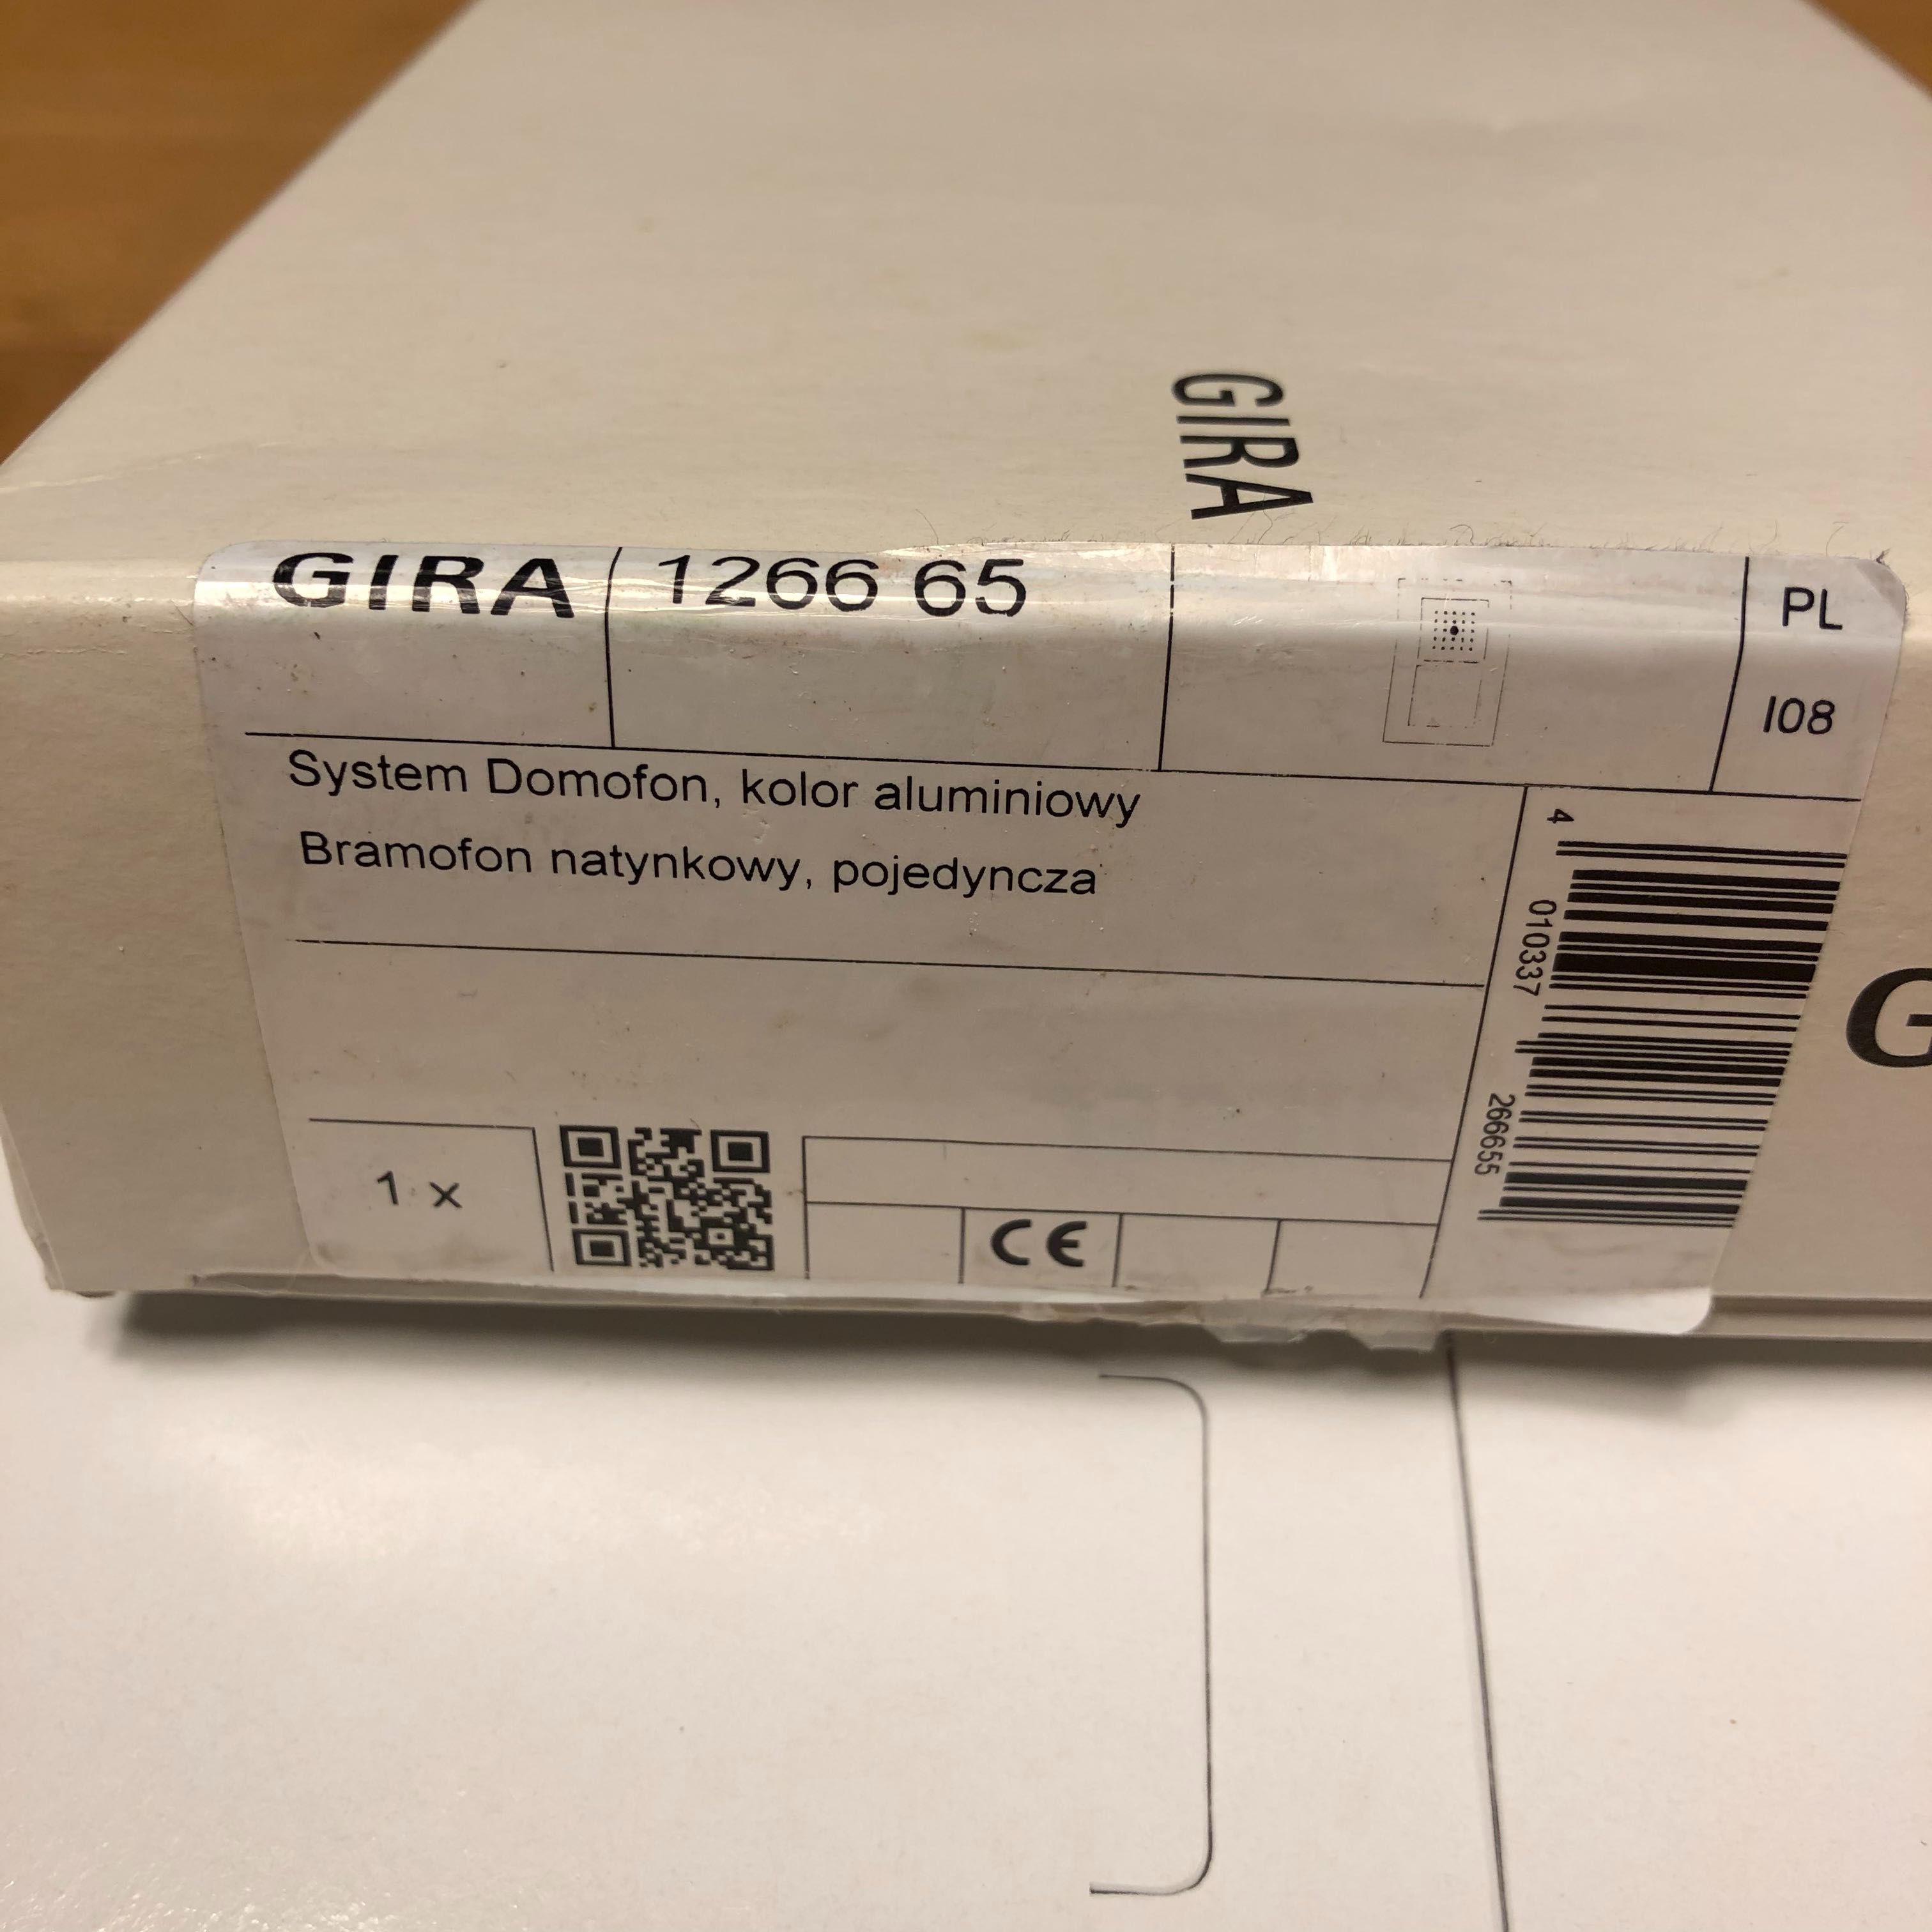 GIRA
GIRA 1266 65 PL
I08
System Domofon, kolor aluminiowy
Bramofon natynkowy, pojedyncza
4 010337 266655
1 x
CE
G